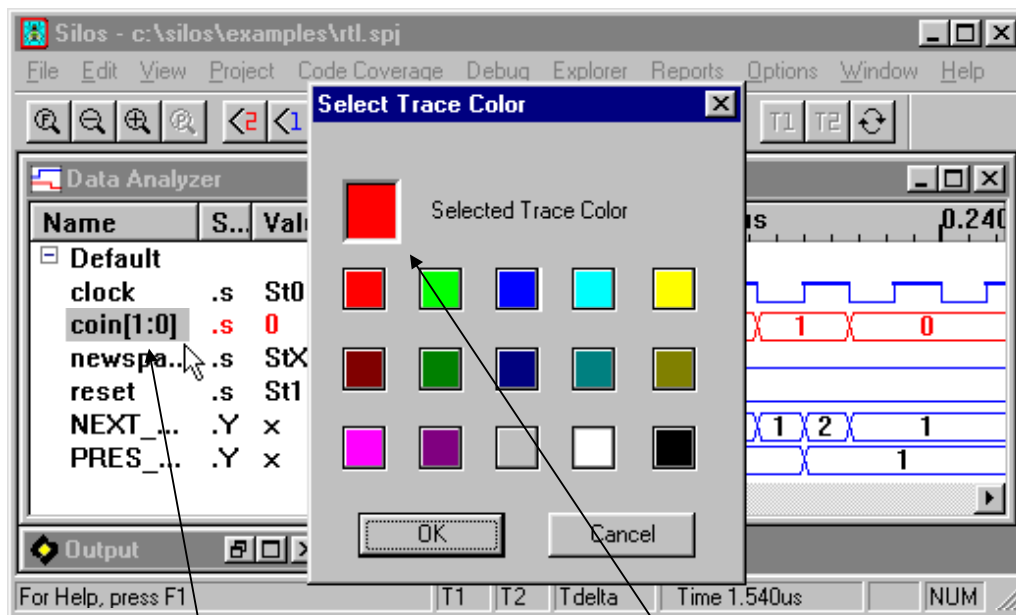 Silos - c:\silos\examples\rtl.spj
File Edit View Project Code Coverage Debug Explorer Reports Options Window Help
<2 <1 T1 T2
Select Trace Color
Selected Trace Color
OK Cancel
Data Analyzer
Name S... Valu 0.240
Default
clock .s St0
coin[1:0] .s 0 1 0
newspa... .s StX
reset .s St1
NEXT_... .Y x 1 2 1
PRES_... .Y x 1
Output
For Help, press F1 T1 T2 Tdelta Time 1.540us NUM